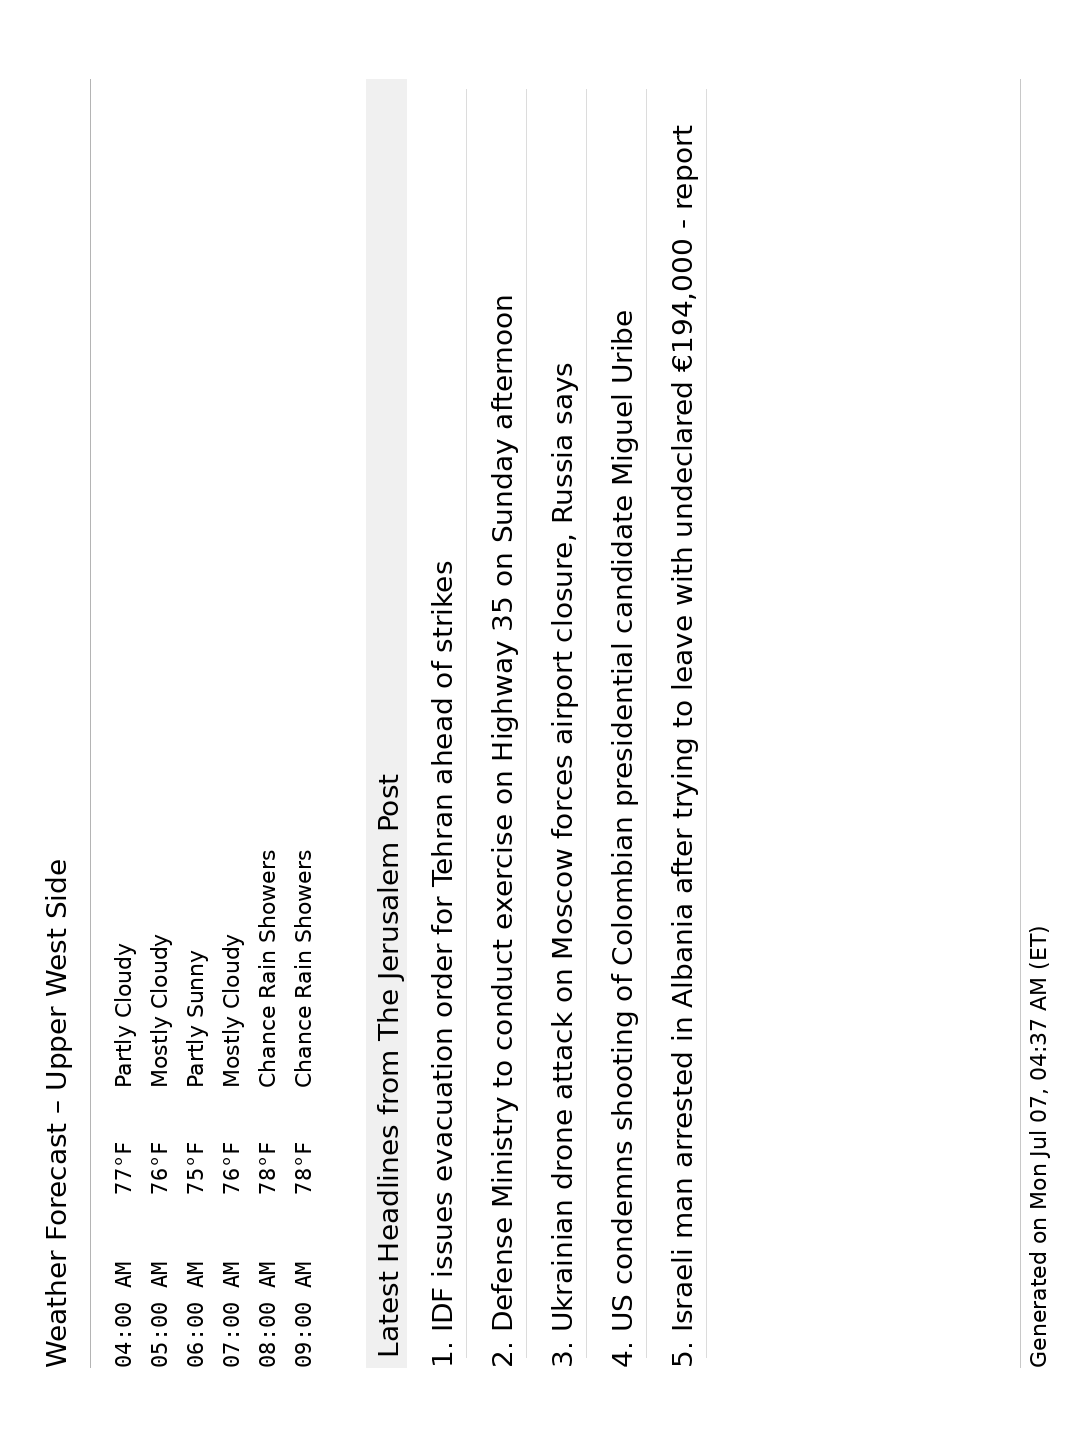 Weather Forecast – Upper West Side
04:00 AM 77°F Partly Cloudy
05:00 AM 76°F Mostly Cloudy
06:00 AM 75°F Partly Sunny
07:00 AM 76°F Mostly Cloudy
08:00 AM 78°F Chance Rain Showers
09:00 AM 78°F Chance Rain Showers
Latest Headlines from The Jerusalem Post
1. IDF issues evacuation order for Tehran ahead of strikes
2. Defense Ministry to conduct exercise on Highway 35 on Sunday afternoon
3. Ukrainian drone attack on Moscow forces airport closure, Russia says
4. US condemns shooting of Colombian presidential candidate Miguel Uribe
5. Israeli man arrested in Albania after trying to leave with undeclared €194,000 - report
Generated on Mon Jul 07, 04:37 AM (ET)